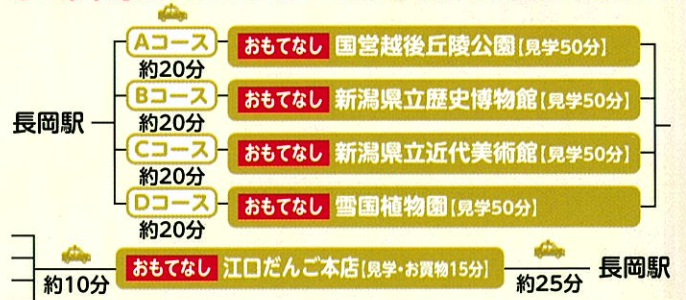 Aコース おもてなし 国営越後丘陵公園【見学50分】
約20分
Bコース おもてなし 新潟県立歴史博物館【見学50分】
長岡駅 約20分
Cコース おもてなし 新潟県立近代美術館【見学50分】
約20分
Dコース おもてなし 雪国植物園【見学50分】
約20分
約10分 おもてなし 江口だんご本店【見学・お買物15分】 約25分 長岡駅